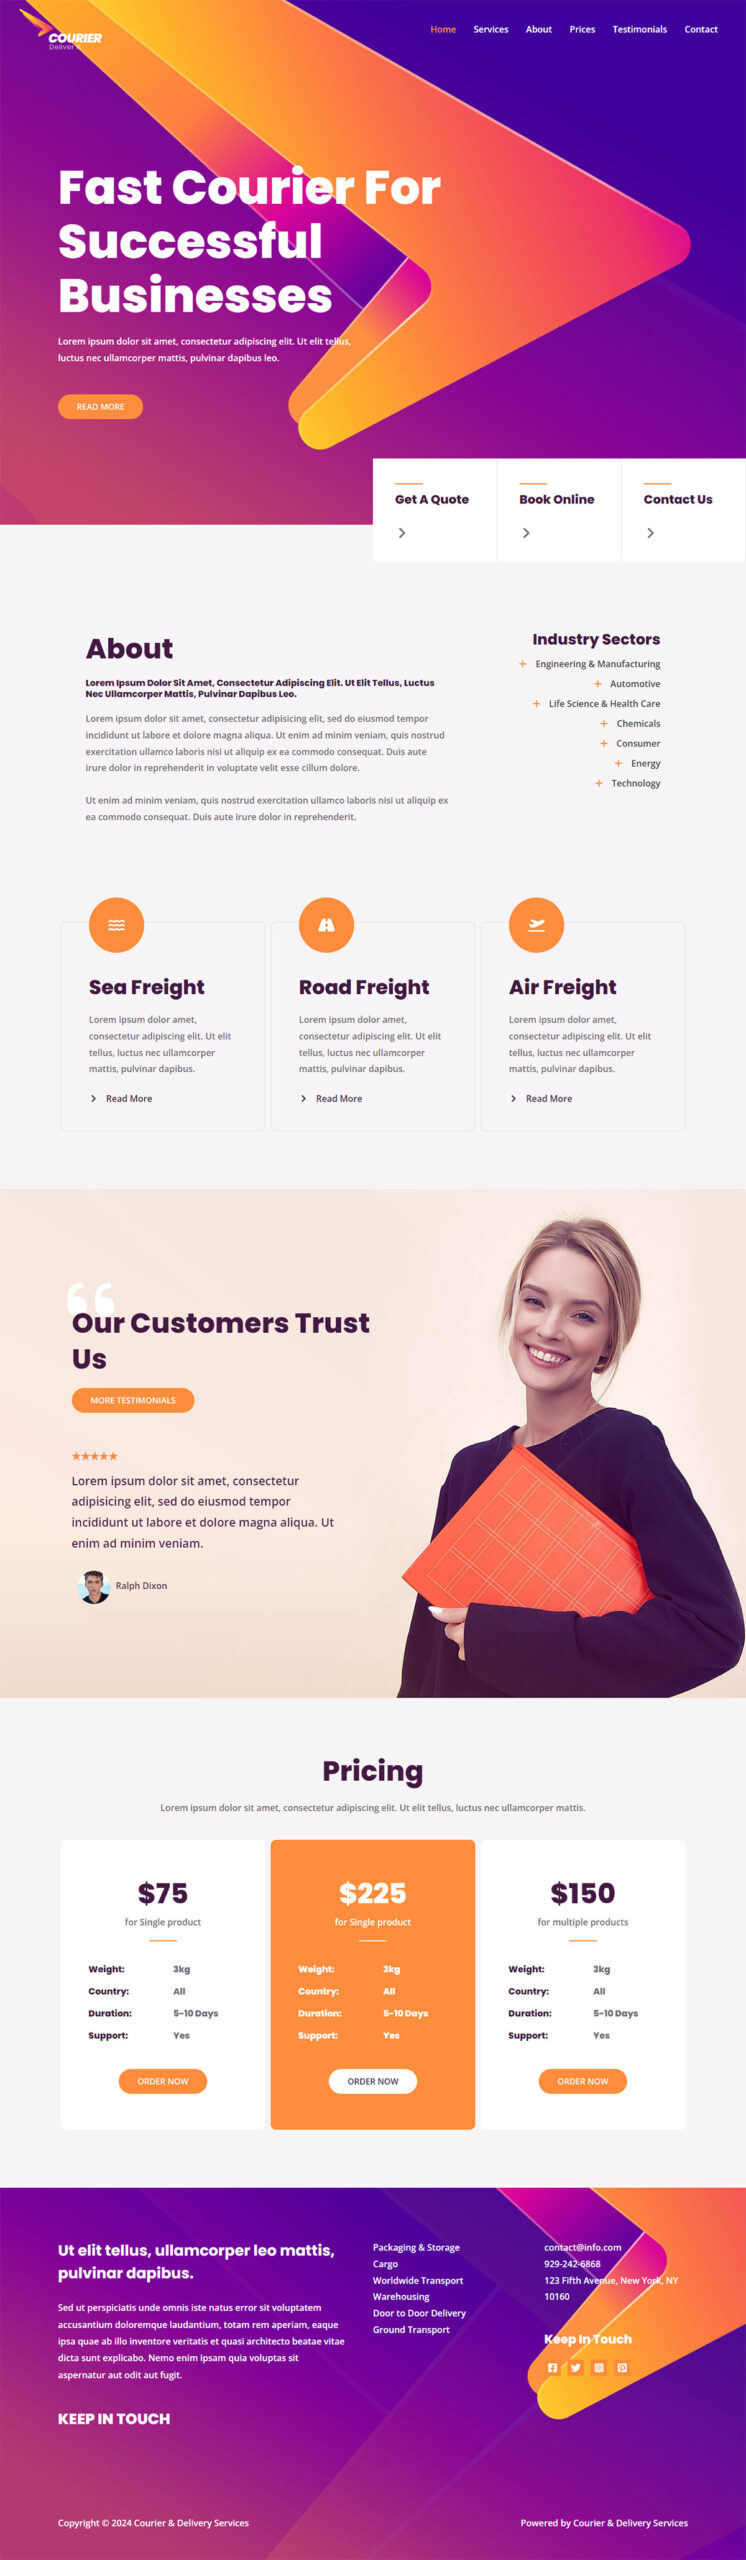 COURIER
Deliver It
Home Services About Prices Testimonials Contact
Fast Courier For
Successful
Businesses
Lorem ipsum dolor sit amet, consectetur adipiscing elit. Ut elit tellus,
luctus nec ullamcorper mattis, pulvinar dapibus leo.
READ MORE
Get A Quote
Book Online
Contact Us
About
Lorem Ipsum Dolor Sit Amet, Consectetur Adipiscing Elit. Ut Elit Tellus, Luctus
Nec Ullamcorper Mattis, Pulvinar Dapibus Leo.
Lorem ipsum dolor sit amet, consectetur adipisicing elit, sed do eiusmod tempor
incididunt ut labore et dolore magna aliqua. Ut enim ad minim veniam, quis nostrud
exercitation ullamco laboris nisi ut aliquip ex ea commodo consequat. Duis aute
irure dolor in reprehenderit in voluptate velit esse cillum dolore.
Ut enim ad minim veniam, quis nostrud exercitation ullamco laboris nisi ut aliquip ex
ea commodo consequat. Duis aute irure dolor in reprehenderit.
Industry Sectors
Engineering & Manufacturing
Automotive
Life Science & Health Care
Chemicals
Consumer
Energy
Technology
Sea Freight
Lorem ipsum dolor amet,
consectetur adipiscing elit. Ut elit
tellus, luctus nec ullamcorper
mattis, pulvinar dapibus.
Read More
Road Freight
Lorem ipsum dolor amet,
consectetur adipiscing elit. Ut elit
tellus, luctus nec ullamcorper
mattis, pulvinar dapibus.
Read More
Air Freight
Lorem ipsum dolor amet,
consectetur adipiscing elit. Ut elit
tellus, luctus nec ullamcorper
mattis, pulvinar dapibus.
Read More
Our Customers Trust
Us
MORE TESTIMONIALS
Lorem ipsum dolor sit amet, consectetur
adipisicing elit, sed do eiusmod tempor
incididunt ut labore et dolore magna aliqua. Ut
enim ad minim veniam.
Ralph Dixon
Pricing
Lorem ipsum dolor sit amet, consectetur adipiscing elit. Ut elit tellus, luctus nec ullamcorper mattis.
$75
for Single product
Weight: 3kg
Country: All
Duration: 5-10 Days
Support: Yes
ORDER NOW
$225
for Single product
Weight: 3kg
Country: All
Duration: 5-10 Days
Support: Yes
ORDER NOW
$150
for multiple products
Weight: 3kg
Country: All
Duration: 5-10 Days
Support: Yes
ORDER NOW
Ut elit tellus, ullamcorper leo mattis,
pulvinar dapibus.
Sed ut perspiciatis unde omnis iste natus error sit voluptatem
accusantium doloremque laudantium, totam rem aperiam, eaque
ipsa quae ab illo inventore veritatis et quasi architecto beatae vitae
dicta sunt explicabo. Nemo enim ipsam quia voluptas sit
aspernatur aut odit aut fugit.
KEEP IN TOUCH
Packaging & Storage
Cargo
Worldwide Transport
Warehousing
Door to Door Delivery
Ground Transport
contact@info.com
929-242-6868
123 Fifth Avenue, New York, NY
10160
Keep In Touch
Copyright © 2024 Courier & Delivery Services
Powered by Courier & Delivery Services